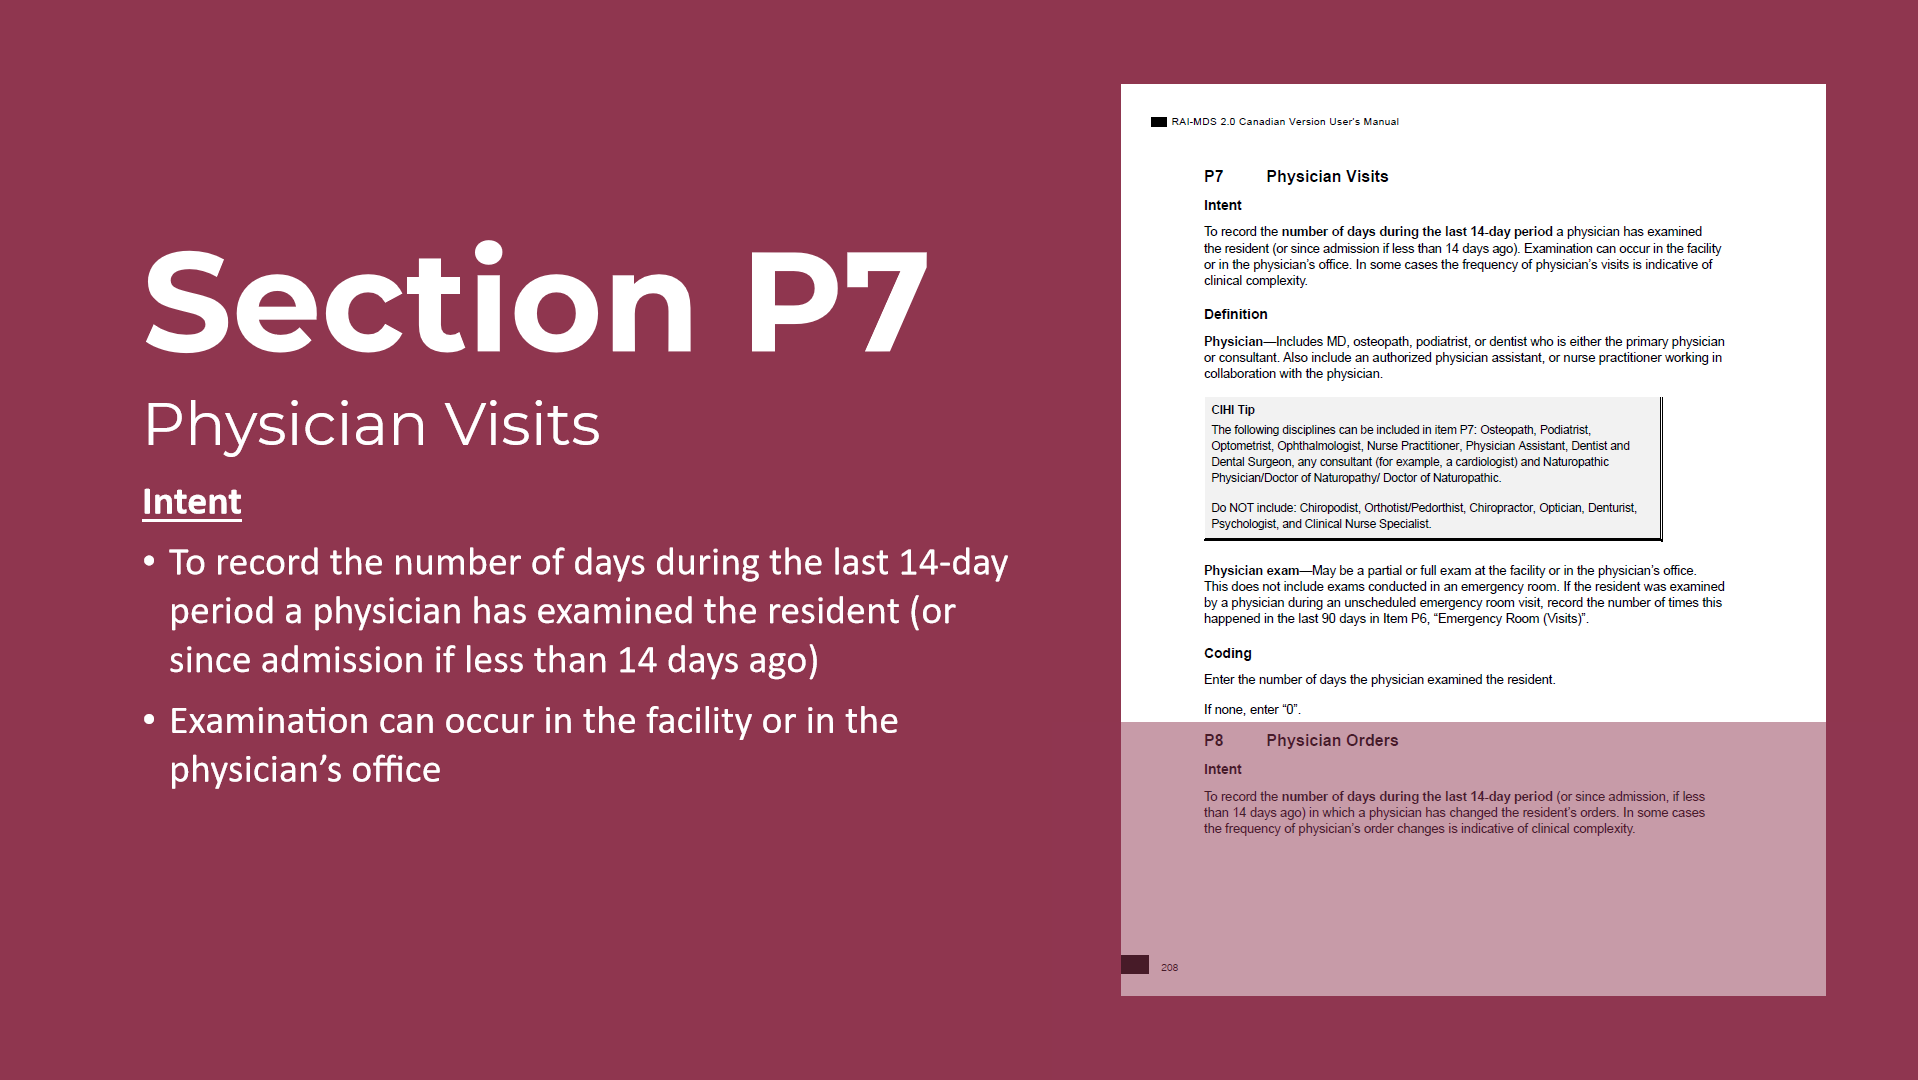 Section P7
Physician Visits
Intent
• To record the number of days during the last 14-day
period a physician has examined the resident (or
since admission if less than 14 days ago)
• Examination can occur in the facility or in the
physician’s office
RAI-MDS 2.0 Canadian Version User's Manual
P7 Physician Visits
Intent
To record the number of days during the last 14-day period a physician has examined
the resident (or since admission if less than 14 days ago). Examination can occur in the facility
or in the physician’s office. In some cases the frequency of physician’s visits is indicative of
clinical complexity.
Definition
Physician—Includes MD, osteopath, podiatrist, or dentist who is either the primary physician
or consultant. Also include an authorized physician assistant, or nurse practitioner working in
collaboration with the physician.
CIHI Tip
The following disciplines can be included in item P7: Osteopath, Podiatrist,
Optometrist, Ophthalmologist, Nurse Practitioner, Physician Assistant, Dentist and
Dental Surgeon, any consultant (for example, a cardiologist) and Naturopathic
Physician/Doctor of Naturopathy/ Doctor of Naturopathic.
Do NOT include: Chiropodist, Orthotist/Pedorthist, Chiropractor, Optician, Denturist,
Psychologist, and Clinical Nurse Specialist.
Physician exam—May be a partial or full exam at the facility or in the physician’s office.
This does not include exams conducted in an emergency room. If the resident was examined
by a physician during an unscheduled emergency room visit, record the number of times this
happened in the last 90 days in Item P6, “Emergency Room (Visits)”.
Coding
Enter the number of days the physician examined the resident.
If none, enter “0”.
P8 Physician Orders
Intent
To record the number of days during the last 14-day period (or since admission, if less
than 14 days ago) in which a physician has changed the resident’s orders. In some cases
the frequency of physician’s order changes is indicative of clinical complexity.
208